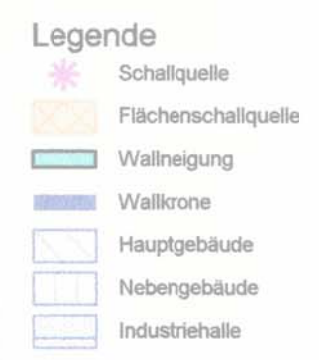 Legende
Schallquelle
Flächenschallquelle
Wallneigung
Wallkrone
Hauptgebäude
Nebengebäude
Industriehalle